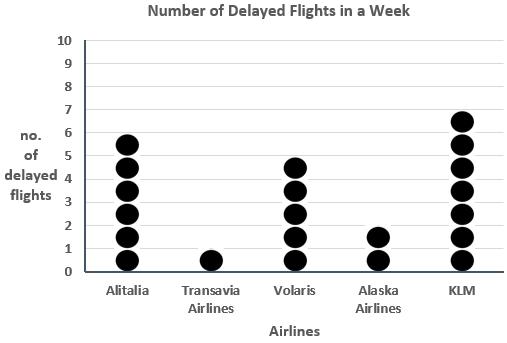 Number of Delayed Flights in a Week
10
9
8
7
6
5
4
3
2
1
0
no.
of
delayed
flights
Alitalia
Transavia
Airlines
Volaris
Alaska
Airlines
KLM
Airlines